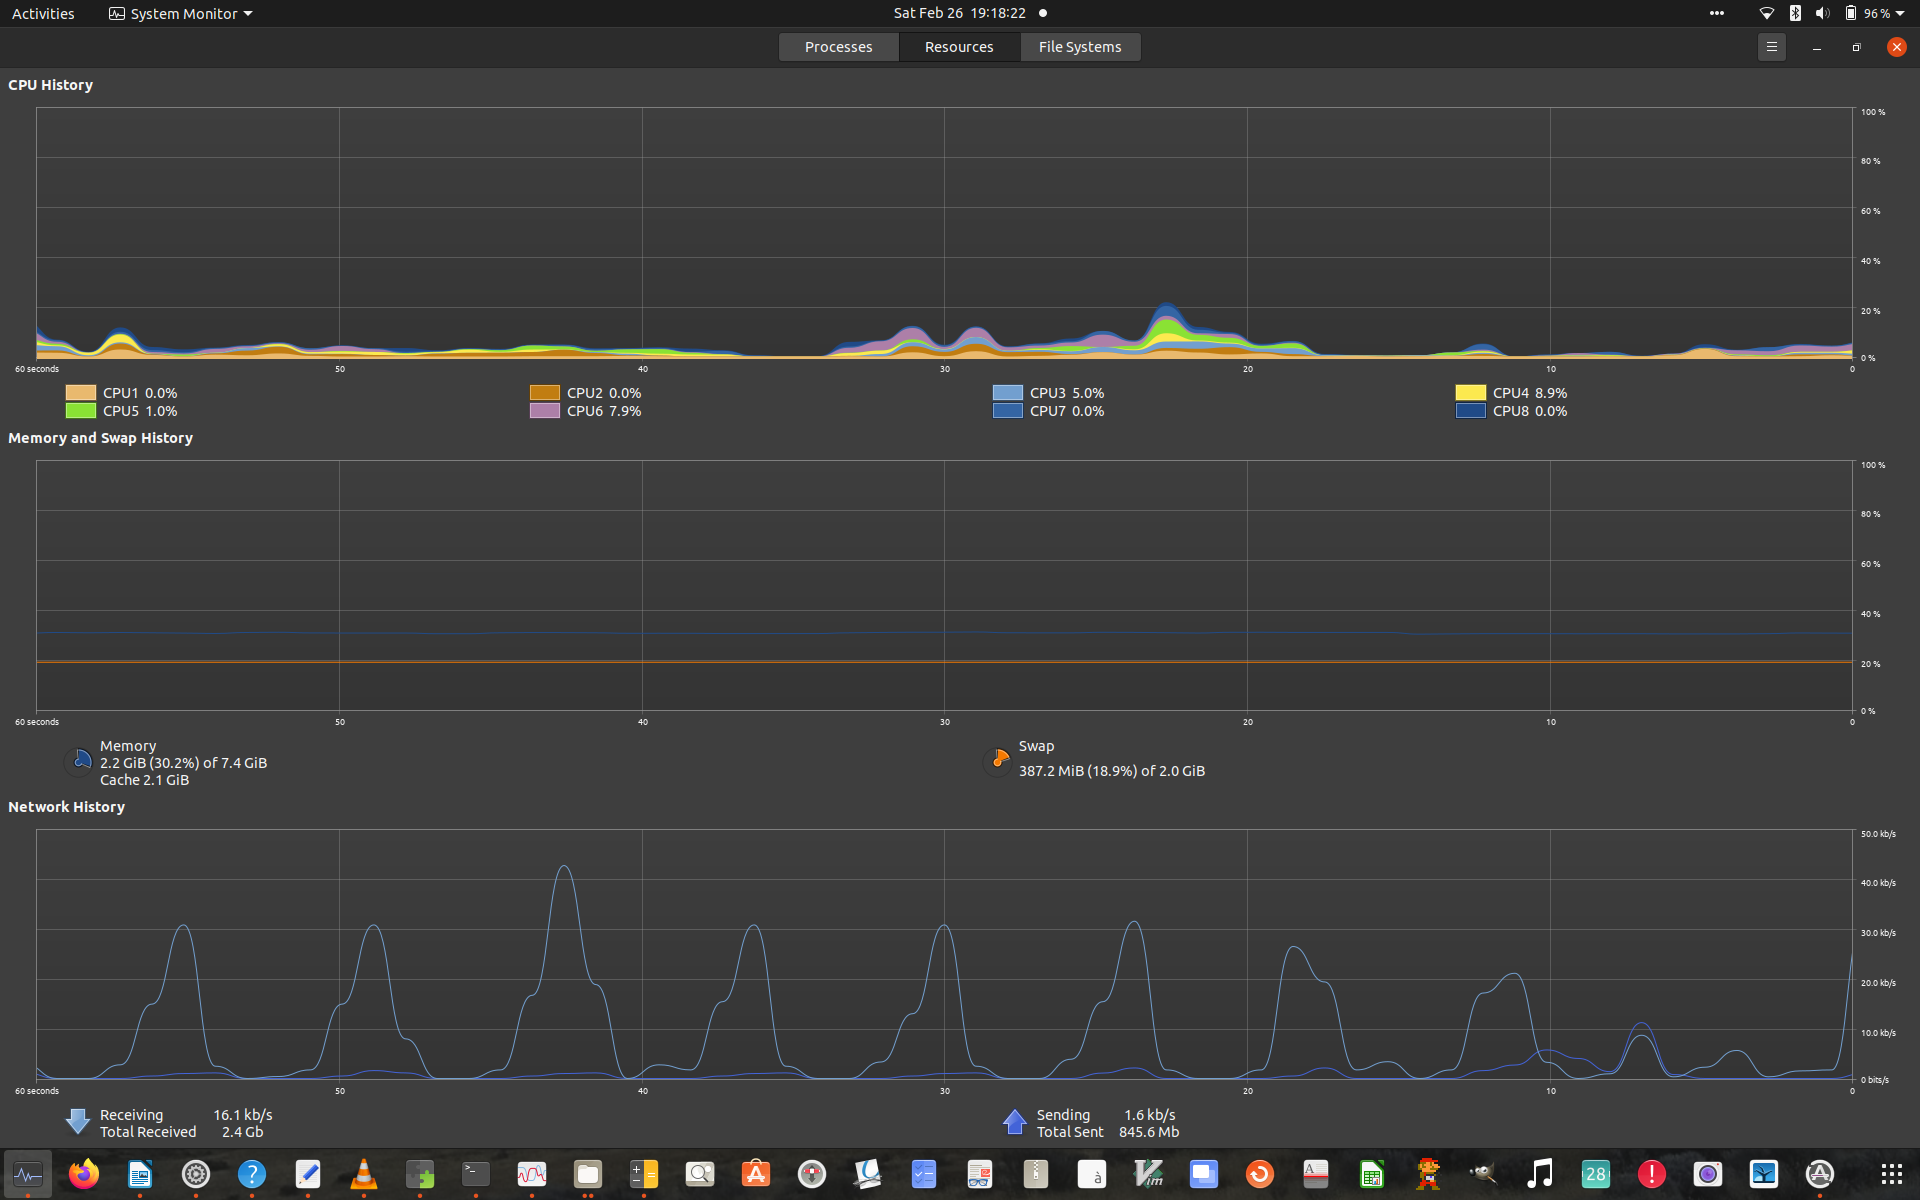 Activities System Monitor Sat Feb 26 19:18:22 96 %
Processes Resources File Systems
CPU History
100 %
80 %
60 %
40 %
20 %
0 %
60 seconds 50 40 30 20 10 0
CPU1 0.0% CPU2 0.0% CPU3 5.0% CPU4 8.9%
CPU5 1.0% CPU6 7.9% CPU7 0.0% CPU8 0.0%
Memory and Swap History
100 %
80 %
60 %
40 %
20 %
0 %
60 seconds 50 40 30 20 10 0
Memory
2.2 GiB (30.2%) of 7.4 GiB
Cache 2.1 GiB
Swap
387.2 MiB (18.9%) of 2.0 GiB
Network History
50.0 kb/s
40.0 kb/s
30.0 kb/s
20.0 kb/s
10.0 kb/s
0 bits/s
60 seconds 50 40 30 20 10 0
Receiving 16.1 kb/s Sending 1.6 kb/s
Total Received 2.4 Gb Total Sent 845.6 Mb
? >_ à Vim A 28 !